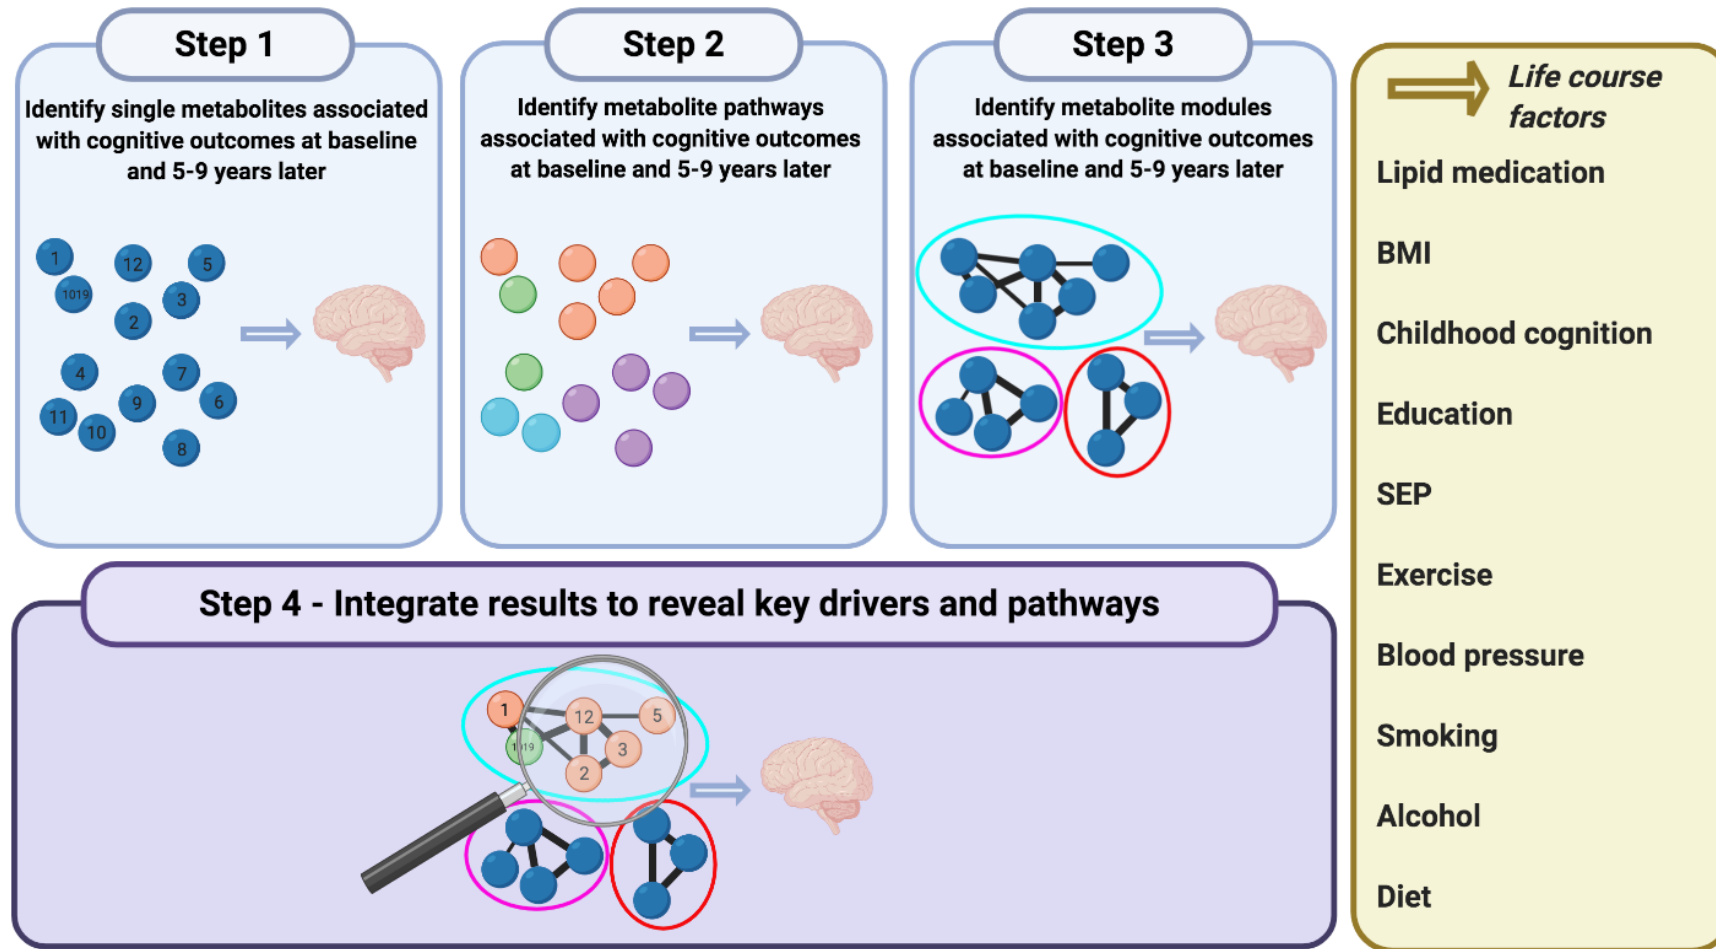 Step 1
Identify single metabolites associated
with cognitive outcomes at baseline
and 5-9 years later
1
12
5
1019
3
2
4
7
9
6
11
10
8
Step 2
Identify metabolite pathways
associated with cognitive outcomes
at baseline and 5-9 years later
Step 3
Identify metabolite modules
associated with cognitive outcomes
at baseline and 5-9 years later
Step 4 - Integrate results to reveal key drivers and pathways
1
12
5
1019
3
2
Life course
factors
Lipid medication
BMI
Childhood cognition
Education
SEP
Exercise
Blood pressure
Smoking
Alcohol
Diet